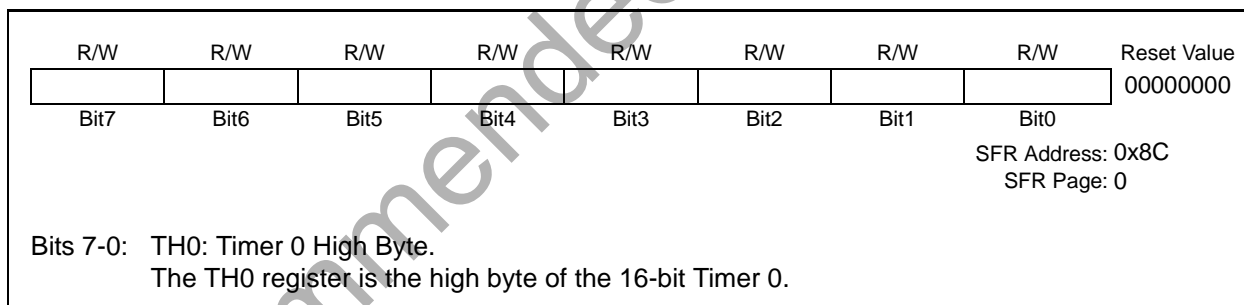 R/W R/W R/W R/W R/W R/W R/W R/W Reset Value
00000000
Bit7 Bit6 Bit5 Bit4 Bit3 Bit2 Bit1 Bit0
SFR Address: 0x8C
SFR Page: 0
Bits 7-0: TH0: Timer 0 High Byte.
The TH0 register is the high byte of the 16-bit Timer 0.